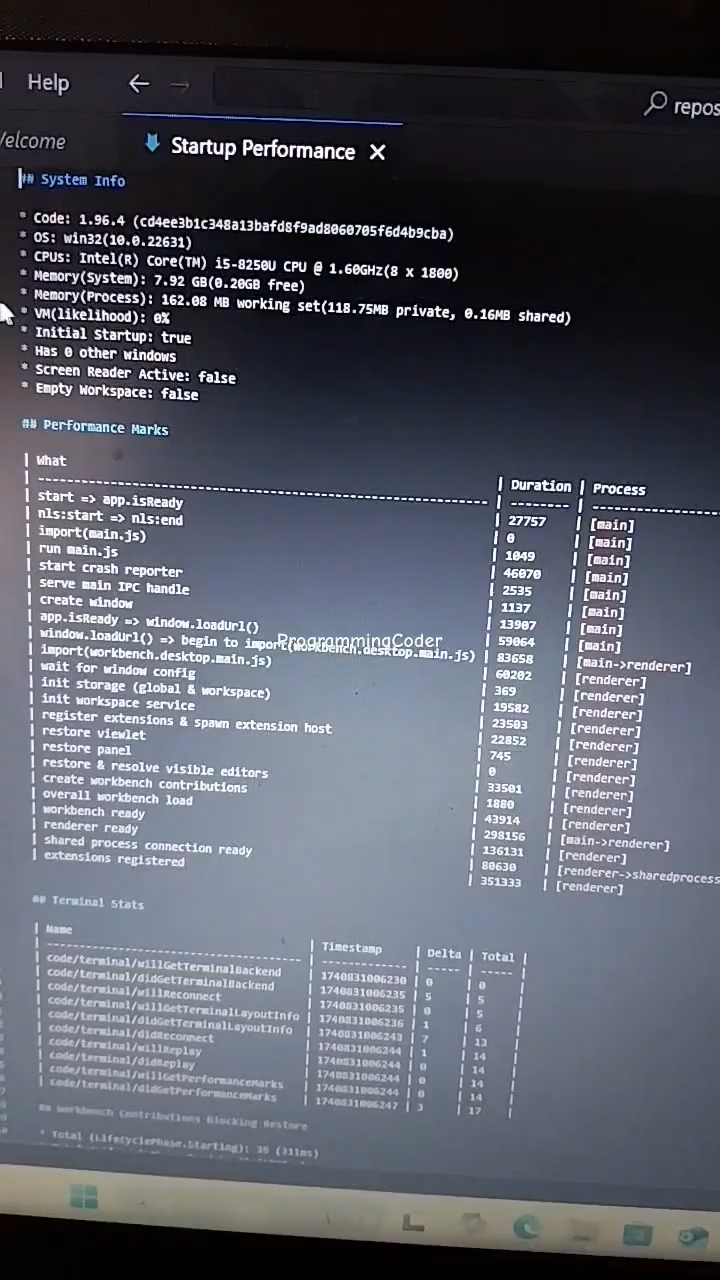 Help
repos
Welcome
Startup Performance
## System Info
* Code: 1.96.4 (cd4ee3b1c348a13bafd8f9ad8060705f6d4b9cba)
* OS: win32(10.0.22631)
* CPUs: Intel(R) Core(TM) i5-8250U CPU @ 1.60GHz(8 x 1800)
* Memory(System): 7.92 GB(0.20GB free)
* Memory(Process): 162.08 MB working set(118.75MB private, 0.16MB shared)
* VM(likelihood): 0%
* Initial Startup: true
* Has 0 other windows
* Screen Reader Active: false
* Empty Workspace: false
## Performance Marks
| What | Duration | Process
| start => app.isReady | 27757 | [main]
| nls:start => nls:end | 0 | [main]
| import(main.js) | 1049 | [main]
| run main.js | 46070 | [main]
| start crash reporter | 2535 | [main]
| serve main IPC handle | 1137 | [main]
| create window | 13907 | [main]
| app.isReady => window.loadUrl() | 59064 | [main]
| window.loadUrl() => begin to import(workbench.desktop.main.js) | 83658 | [main->renderer]
| import(workbench.desktop.main.js) | 60202 | [renderer]
| wait for window config | 369 | [renderer]
| init storage (global & workspace) | 19582 | [renderer]
| init workspace service | 23503 | [renderer]
| register extensions & spawn extension host | 22852 | [renderer]
| restore viewlet | 745 | [renderer]
| restore panel | 0 | [renderer]
| restore & resolve visible editors | 33501 | [renderer]
| create workbench contributions | 1880 | [renderer]
| overall workbench load | 43914 | [renderer]
| workbench ready | 298156 | [main->renderer]
| renderer ready | 136131 | [renderer]
| shared process connection ready | 80630 | [renderer->sharedprocess
| extensions registered | 351333 | [renderer]
ProgrammingCoder
## Terminal Stats
| Name | Timestamp | Delta | Total |
| code/terminal/willGetTerminalBackend | 1740831006230 | 0 | 0 |
| code/terminal/didGetTerminalBackend | 1740831006235 | 5 | 5 |
| code/terminal/willReconnect | 1740831006235 | 0 | 5 |
| code/terminal/willGetTerminalLayoutInfo | 1740831006236 | 1 | 6 |
| code/terminal/didGetTerminalLayoutInfo | 1740831006243 | 7 | 13 |
| code/terminal/didReconnect | 1740831006244 | 1 | 14 |
| code/terminal/willReplay | 1740831006244 | 0 | 14 |
| code/terminal/didReplay | 1740831006244 | 0 | 14 |
| code/terminal/willGetPerformanceMarks | 1740831006244 | 0 | 14 |
| code/terminal/didGetPerformanceMarks | 1740831006247 | 3 | 17 |
## Workbench Contributions Blocking Restore
* Total (LifecyclePhase.Starting): 35 (311ms)